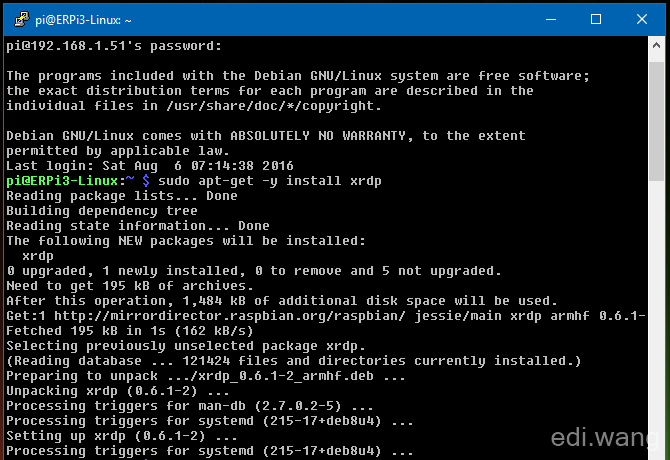 pi@ERPi3-Linux: ~
pi@192.168.1.51's password:
The programs included with the Debian GNU/Linux system are free software;
the exact distribution terms for each program are described in the
individual files in /usr/share/doc/*/copyright.
Debian GNU/Linux comes with ABSOLUTELY NO WARRANTY, to the extent
permitted by applicable law.
Last login: Sat Aug  6 07:14:38 2016
pi@ERPi3-Linux:~ $ sudo apt-get -y install xrdp
Reading package lists... Done
Building dependency tree
Reading state information... Done
The following NEW packages will be installed:
  xrdp
0 upgraded, 1 newly installed, 0 to remove and 5 not upgraded.
Need to get 195 kB of archives.
After this operation, 1,484 kB of additional disk space will be used.
Get:1 http://mirrordirector.raspbian.org/raspbian/ jessie/main xrdp armhf 0.6.1-
Fetched 195 kB in 1s (162 kB/s)
Selecting previously unselected package xrdp.
(Reading database ... 121424 files and directories currently installed.)
Preparing to unpack .../xrdp_0.6.1-2_armhf.deb ...
Unpacking xrdp (0.6.1-2) ...
Processing triggers for man-db (2.7.0.2-5) ...
Processing triggers for systemd (215-17+deb8u4) ...
Setting up xrdp (0.6.1-2) ...
Processing triggers for systemd (215-17+deb8u4) ...
edi.wang